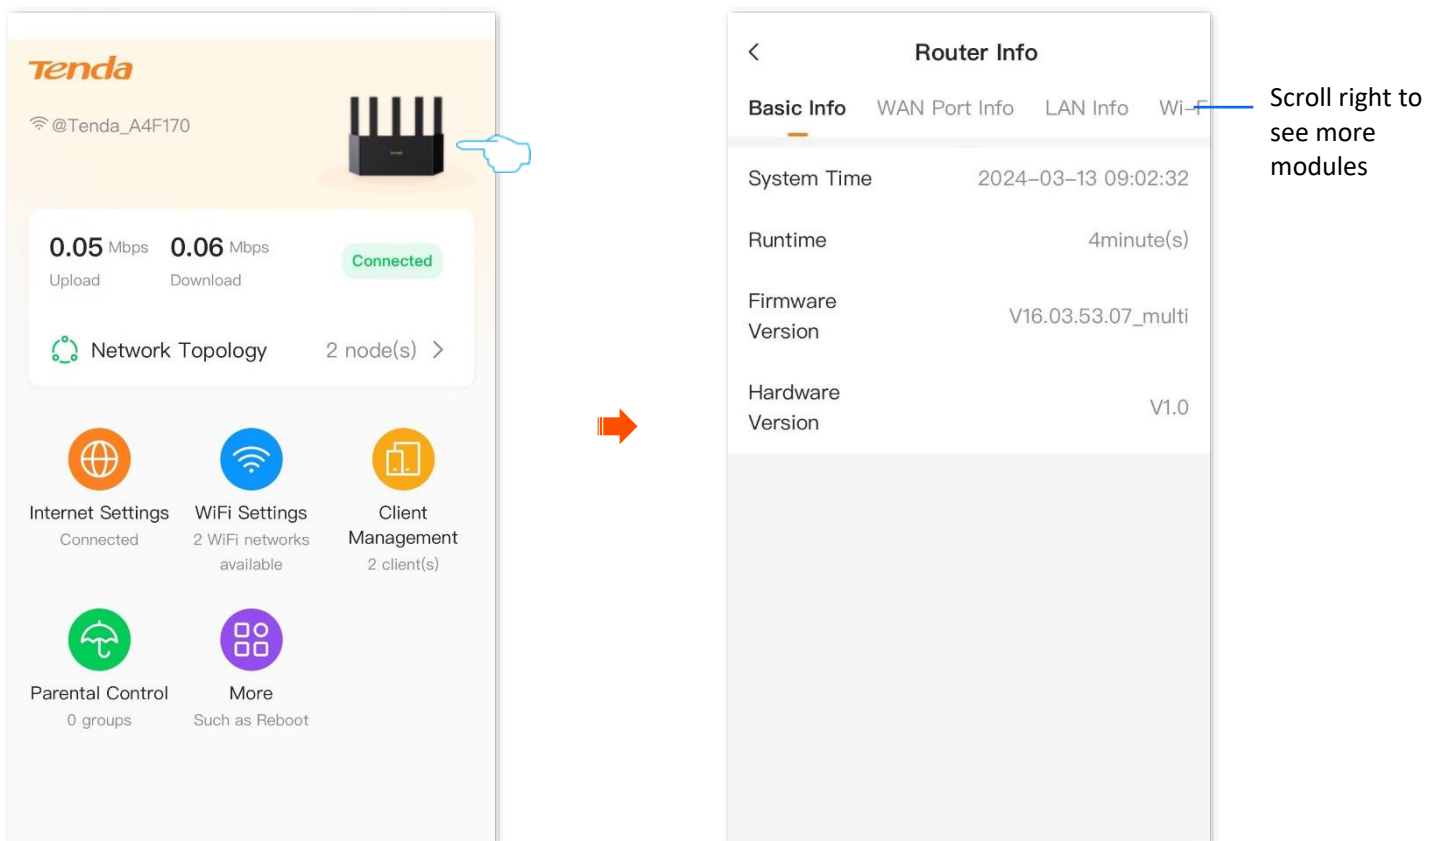 Tenda
@Tenda_A4F170
0.05 Mbps 0.06 Mbps
Upload Download
Connected
Network Topology 2 node(s)
Internet Settings
Connected
WiFi Settings
2 WiFi networks
available
Client
Management
2 client(s)
Parental Control
0 groups
More
Such as Reboot
Router Info
Basic Info WAN Port Info LAN Info Wi-F
System Time 2024-03-13 09:02:32
Runtime 4minute(s)
Firmware
Version
V16.03.53.07_multi
Hardware
Version
V1.0
Scroll right to
see more
modules